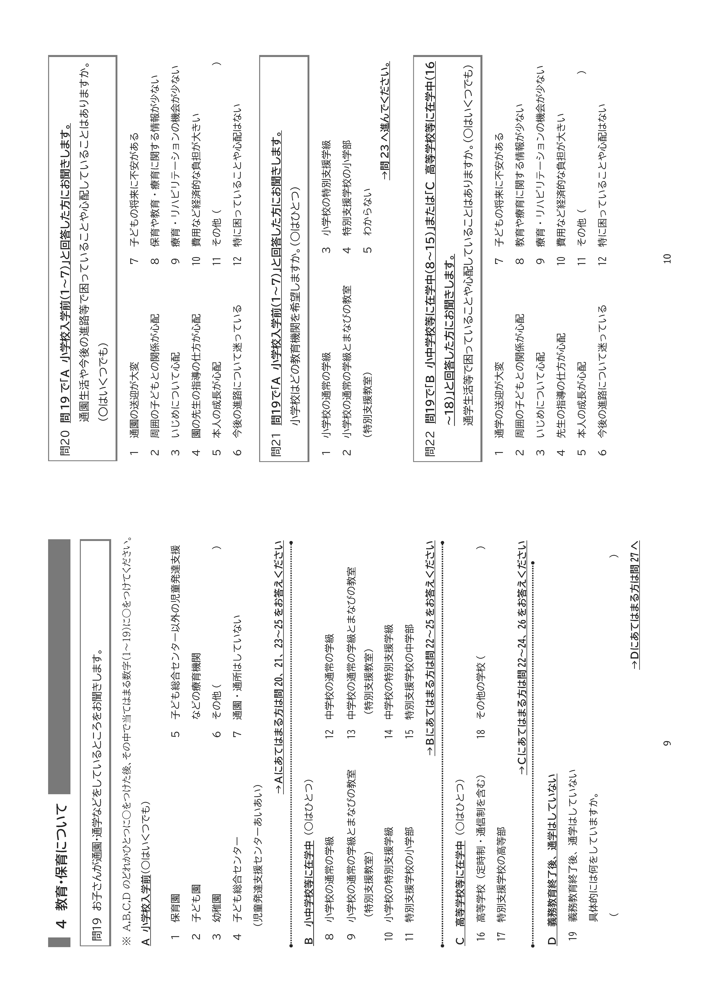 4 教育・保育について
問19 お子さんが通園・通学などをしているところをお聞きします。
※ A,B,C,D のどれかひとつに○をつけた後、その中で当てはまる数字(1～19)に○をつけてください。
A 小学校入学前(○はいくつでも)
1 保育園
2 子ども園
3 幼稚園
4 子ども総合センター
(児童発達支援センターあいあい)
5 子ども総合センター以外の児童発達支援
などの療育機関
6 その他( )
7 通園・通所はしていない
→Aにあてはまる方は問 20、21、23～25 をお答えください
B 小中学校等に在学中(○はひとつ)
8 小学校の通常の学級
9 小学校の通常の学級とまなびの教室
(特別支援教室)
10 小学校の特別支援学級
11 特別支援学校の小学部
12 中学校の通常の学級
13 中学校の通常の学級とまなびの教室
(特別支援教室)
14 中学校の特別支援学級
15 特別支援学校の中学部
→Bにあてはまる方は問 22～25 をお答えください
C 高等学校等に在学中(○はひとつ)
16 高等学校(定時制・通信制を含む)
17 特別支援学校の高等部
18 その他の学校( )
→Cにあてはまる方は問 22～24、26 をお答えください
D 義務教育終了後、通学はしていない
19 義務教育終了後、通学はしていない
具体的には何をしていますか。
( )
→Dにあてはまる方は問 27 へ
9
問20 問 19 で「A 小学校入学前(1～7)」と回答した方にお聞きします。
通園生活や今後の進路等で困っていることや心配していることはありますか。
(○はいくつでも)
1 通園の送迎が大変
2 周囲の子どもとの関係が心配
3 いじめについて心配
4 園の先生の指導の仕方が心配
5 本人の成長が心配
6 今後の進路について迷っている
7 子どもの将来に不安がある
8 保育や教育・療育に関する情報が少ない
9 療育・リハビリテーションの機会が少ない
10 費用など経済的な負担が大きい
11 その他( )
12 特に困っていることや心配はない
問21 問19で「A 小学校入学前(1～7)」と回答した方にお聞きします。
小学校はどの教育機関を希望しますか。(○はひとつ)
1 小学校の通常の学級
2 小学校の通常の学級とまなびの教室
(特別支援教室)
3 小学校の特別支援学級
4 特別支援学校の小学部
5 わからない
→問 23 へ進んでください。
問22 問19で「B 小中学校等に在学中(8～15)」または「C 高等学校等に在学中(16
～18)」と回答した方にお聞きします。
通学生活等で困っていることや心配していることはありますか。(○はいくつでも)
1 通学の送迎が大変
2 周囲の子どもとの関係が心配
3 いじめについて心配
4 先生の指導の仕方が心配
5 本人の成長が心配
6 今後の進路について迷っている
7 子どもの将来に不安がある
8 教育や療育に関する情報が少ない
9 療育・リハビリテーションの機会が少ない
10 費用など経済的な負担が大きい
11 その他( )
12 特に困っていることや心配はない
10